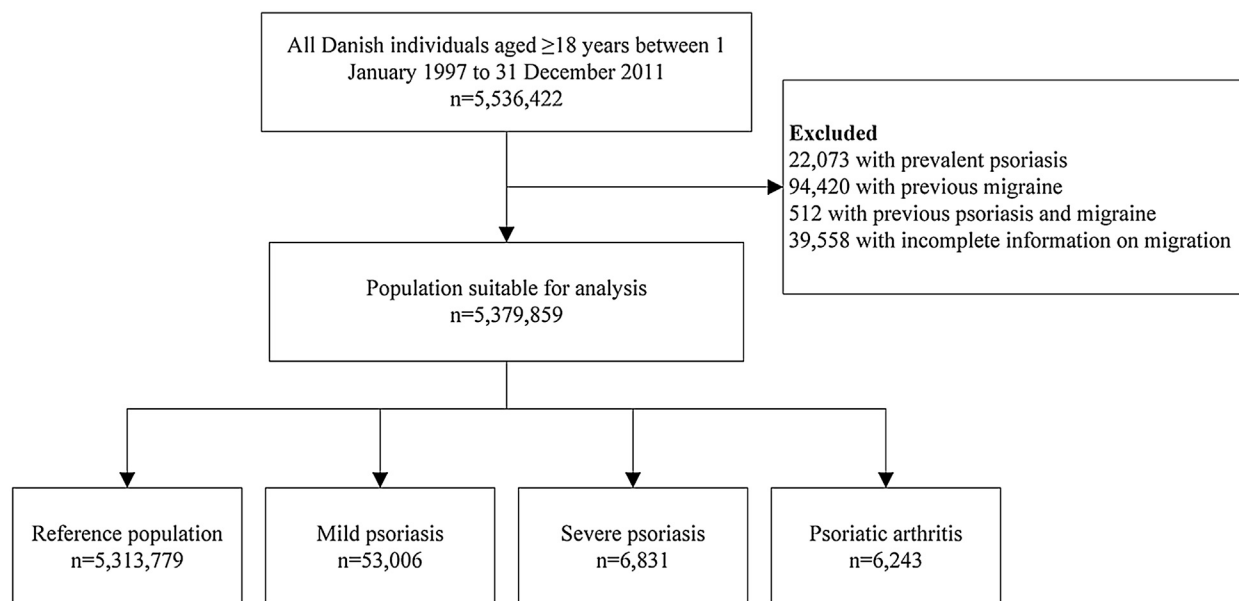 All Danish individuals aged ≥18 years between 1
January 1997 to 31 December 2011
n=5,536,422
Excluded
22,073 with prevalent psoriasis
94,420 with previous migraine
512 with previous psoriasis and migraine
39,558 with incomplete information on migration
Population suitable for analysis
n=5,379,859
Reference population
n=5,313,779
Mild psoriasis
n=53,006
Severe psoriasis
n=6,831
Psoriatic arthritis
n=6,243